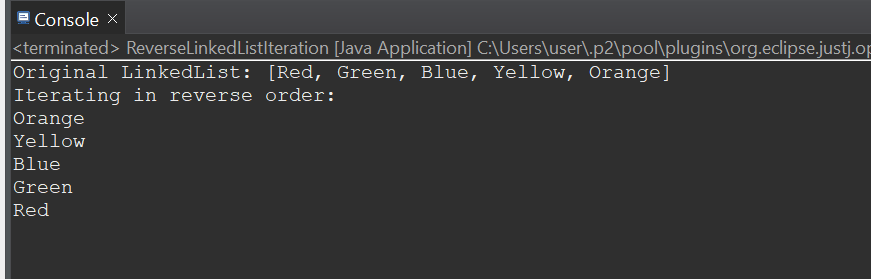 Console
<terminated> ReverseLinkedListIteration [Java Application] C:\Users\user\.p2\pool\plugins\org.eclipse.justj.op
Original LinkedList: [Red, Green, Blue, Yellow, Orange]
Iterating in reverse order:
Orange
Yellow
Blue
Green
Red